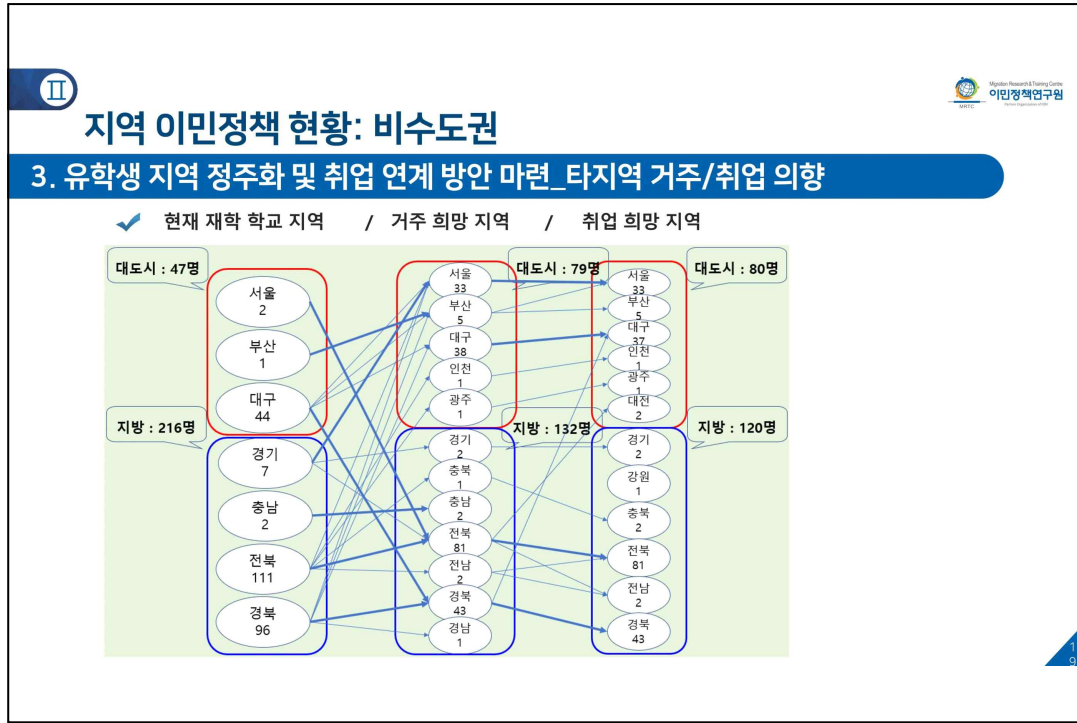 Ⅱ
Migration Research & Training Centre
이민정책연구원
MRTC
지역 이민정책 현황: 비수도권
3. 유학생 지역 정주화 및 취업 연계 방안 마련_타지역 거주/취업 의향
현재 재학 학교 지역 / 거주 희망 지역 / 취업 희망 지역
대도시 : 47명
서울
2
부산
1
대구
44
지방 : 216명
경기
7
충남
2
전북
111
경북
96
대도시 : 79명
서울
33
부산
5
대구
38
인천
1
광주
1
지방 : 132명
경기
2
충북
1
충남
2
전북
81
전남
2
경북
43
경남
1
대도시 : 80명
서울
33
부산
5
대구
37
인천
1
광주
1
대전
2
지방 : 120명
경기
2
강원
1
충북
2
전북
81
전남
2
경북
43
1
9